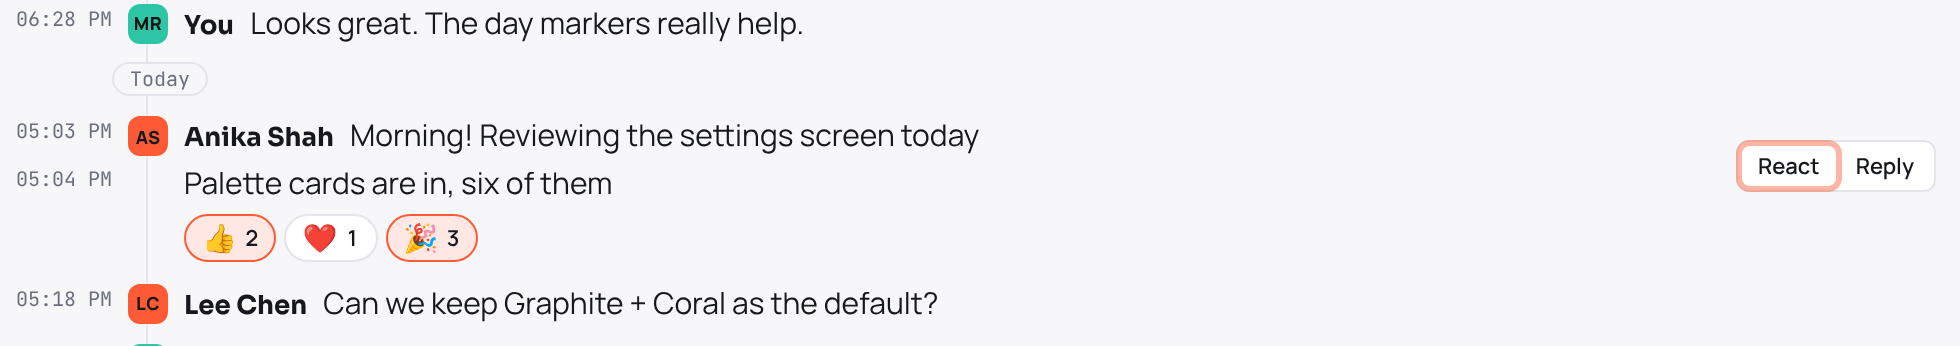 06:28 PM MR You Looks great. The day markers really help.
Today
05:03 PM AS Anika Shah Morning! Reviewing the settings screen today
React Reply
05:04 PM Palette cards are in, six of them
👍 2 ❤️ 1 🎉 3
05:18 PM LC Lee Chen Can we keep Graphite + Coral as the default?